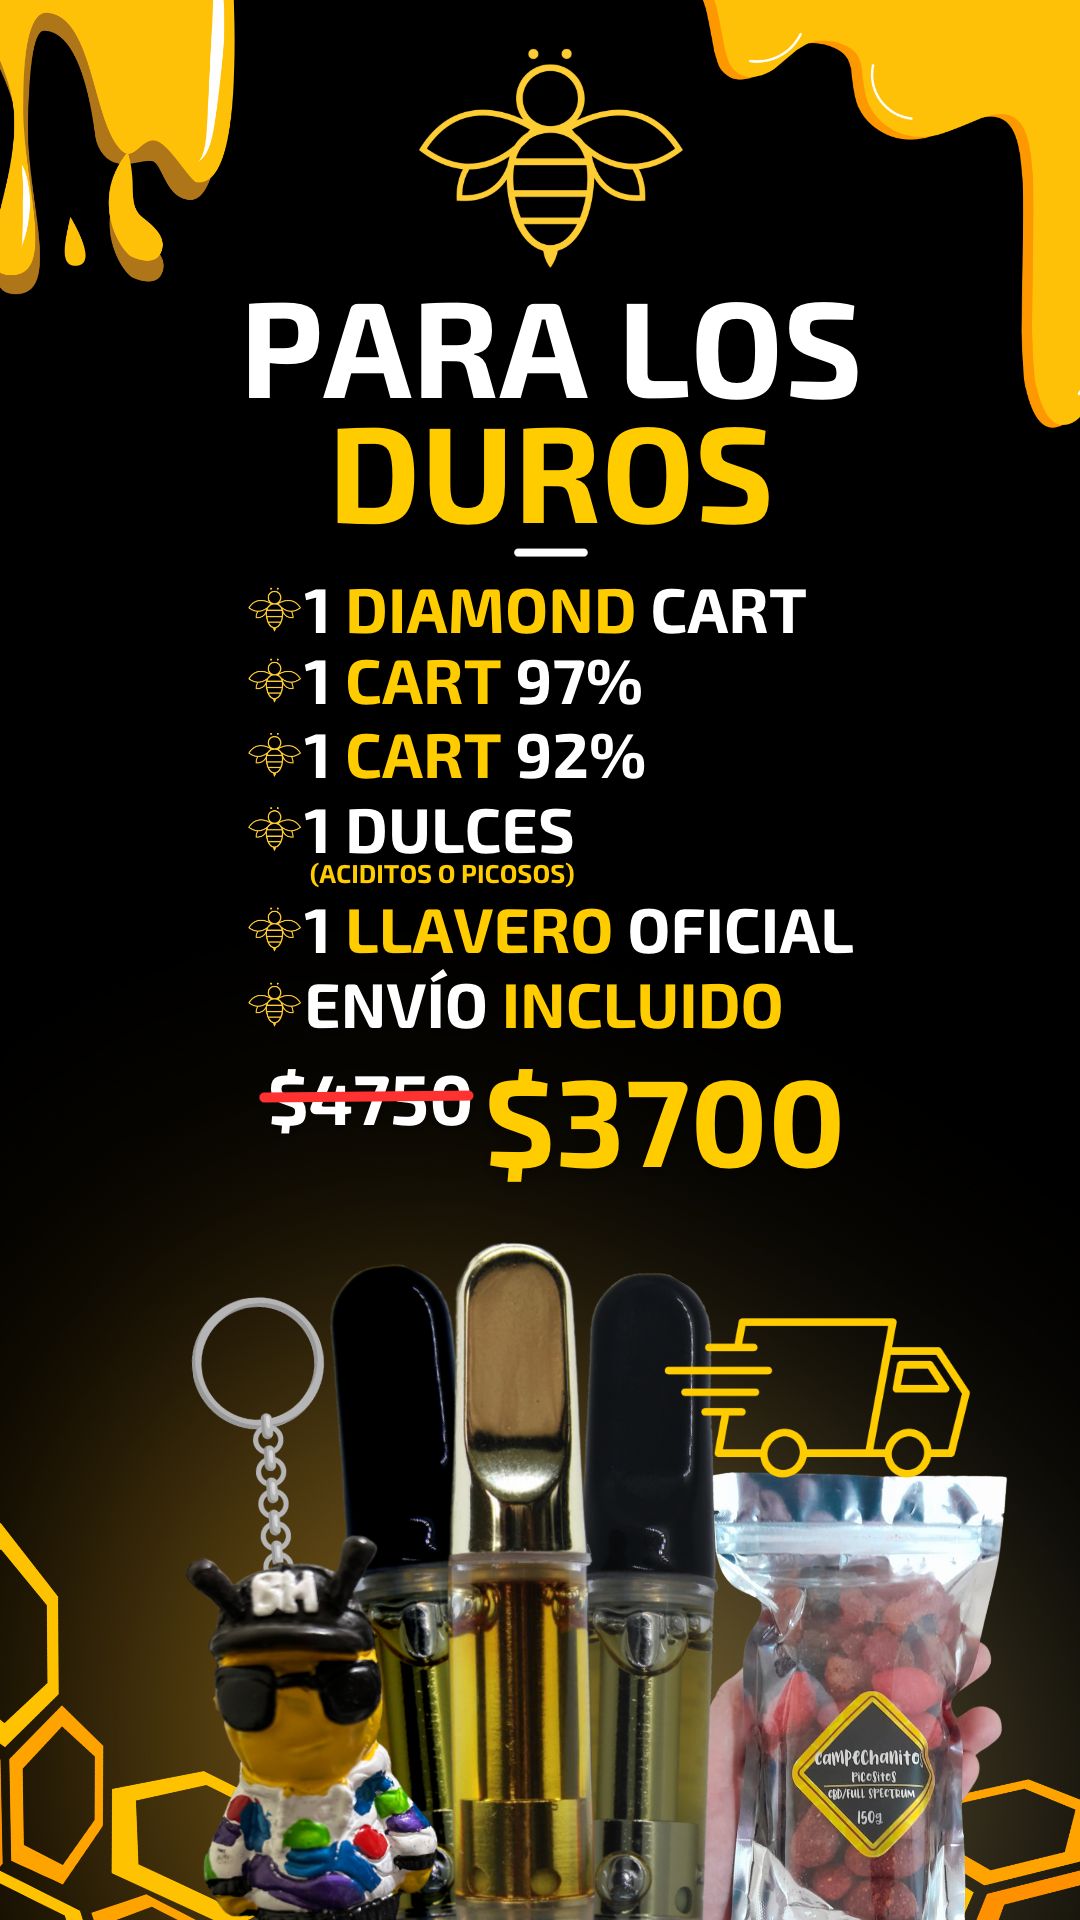 PARA LOS
DUROS
1 DIAMOND CART
1 CART 97%
1 CART 92%
1 DULCES
(ACIDITOS O PICOSOS)
1 LLAVERO OFICIAL
ENVÍO INCLUIDO
$4750 $3700
BH
CAMPECHANITOS
PICOSITOS
CBD/FULL SPECTRUM
150g